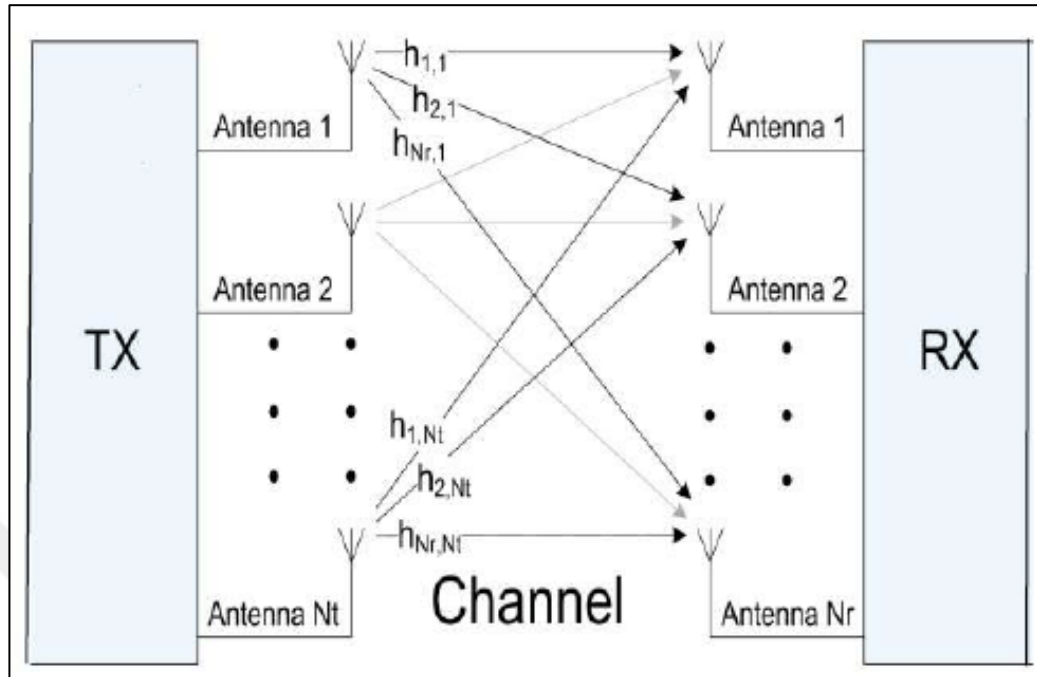 h1,1
h2,1
hNr,1
Antenna 1
Antenna 1
Antenna 2
Antenna 2
TX
RX
h1,Nt
h2,Nt
hNr,Nt
Channel
Antenna Nt
Antenna Nr